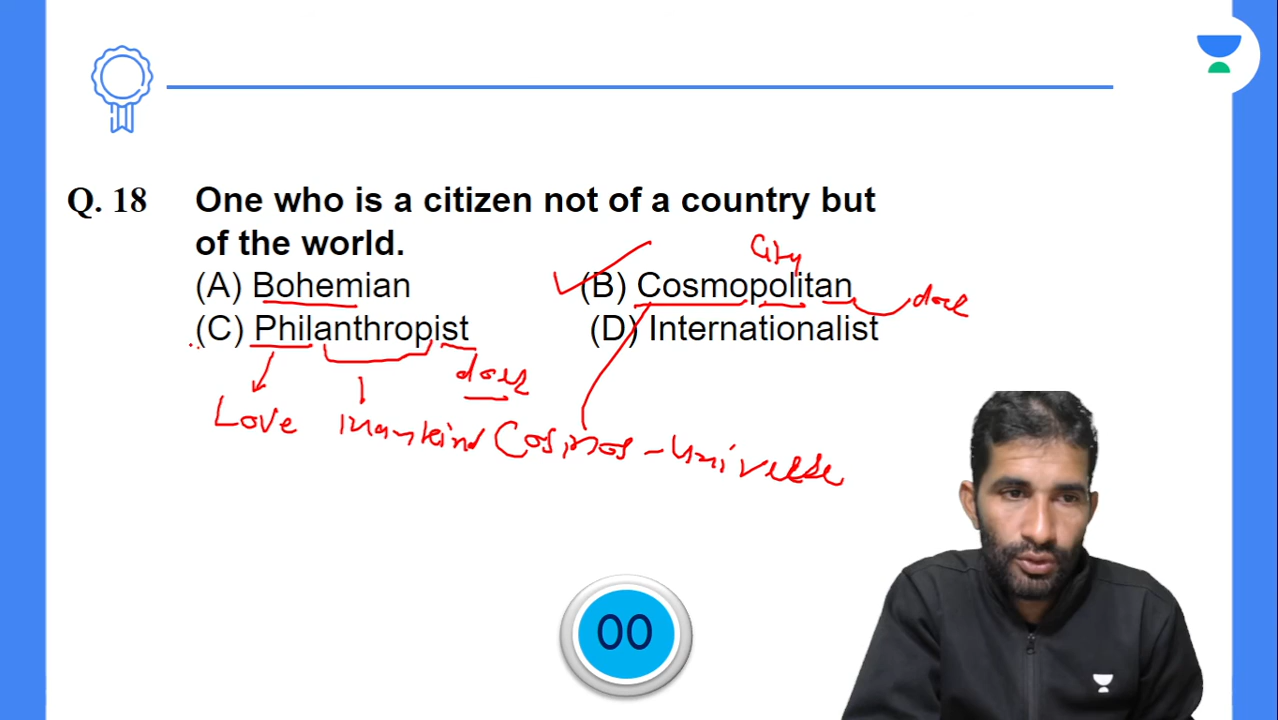 Q. 18 One who is a citizen not of a country but
of the world.
City
(A) Bohemian (B) Cosmopolitan
doer
(C) Philanthropist (D) Internationalist
doer
Love mankind Cosmos - Universe
00